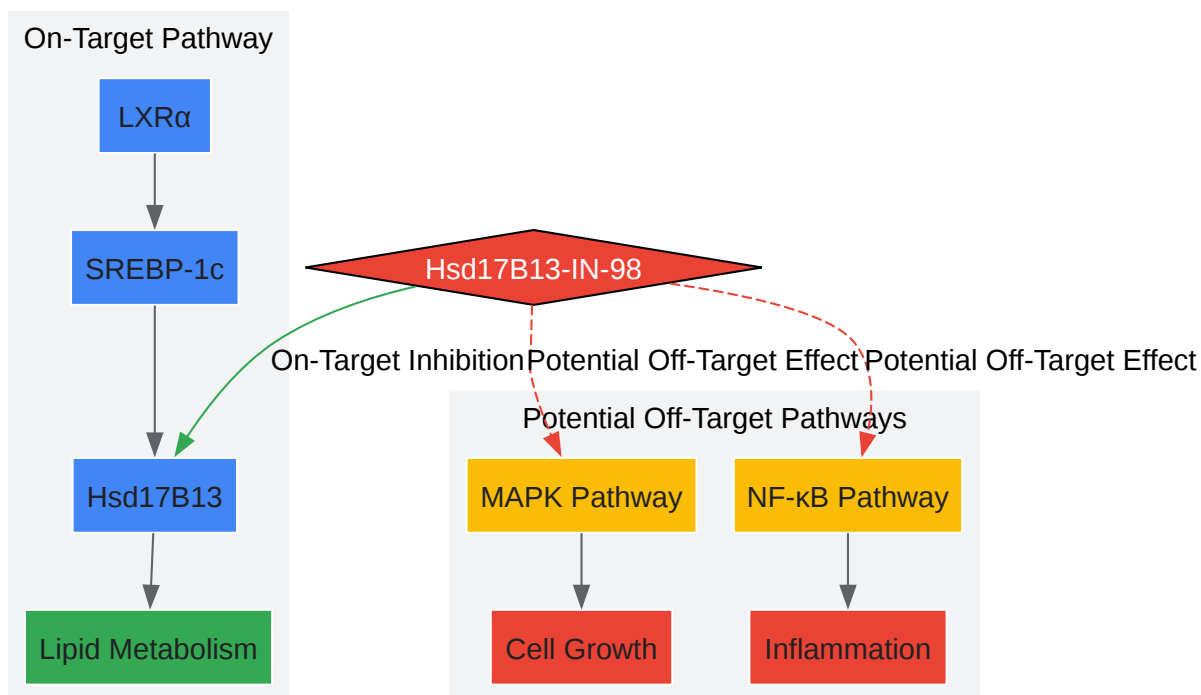 On-Target Pathway
LXRα
SREBP-1c
Hsd17B13-IN-98
On-Target Inhibition
Potential Off-Target Effect
Potential Off-Target Effect
Potential Off-Target Pathways
Hsd17B13
MAPK Pathway
NF-κB Pathway
Lipid Metabolism
Cell Growth
Inflammation